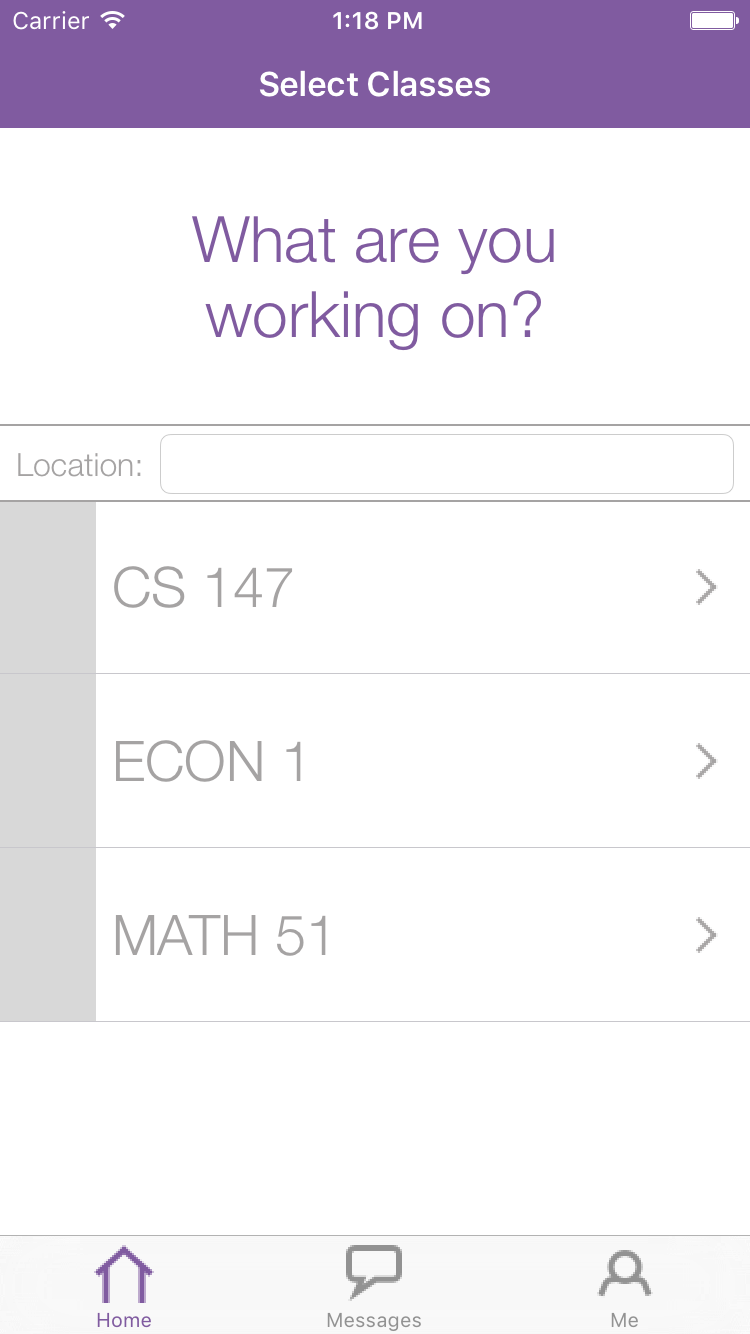 Carrier 1:18 PM
Select Classes
What are you
working on?
Location:
CS 147
ECON 1
MATH 51
Home Messages Me